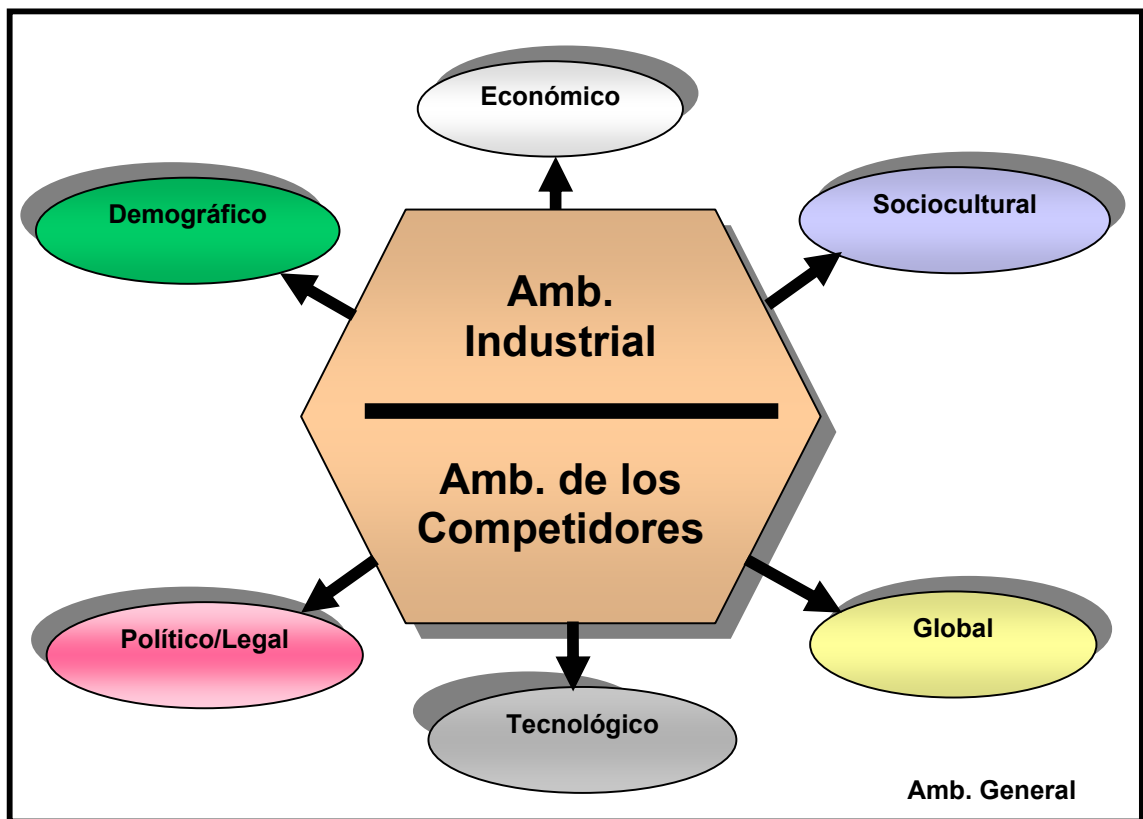 Económico
Demográfico
Sociocultural
Amb.
Industrial
Amb. de los
Competidores
Político/Legal
Global
Tecnológico
Amb. General